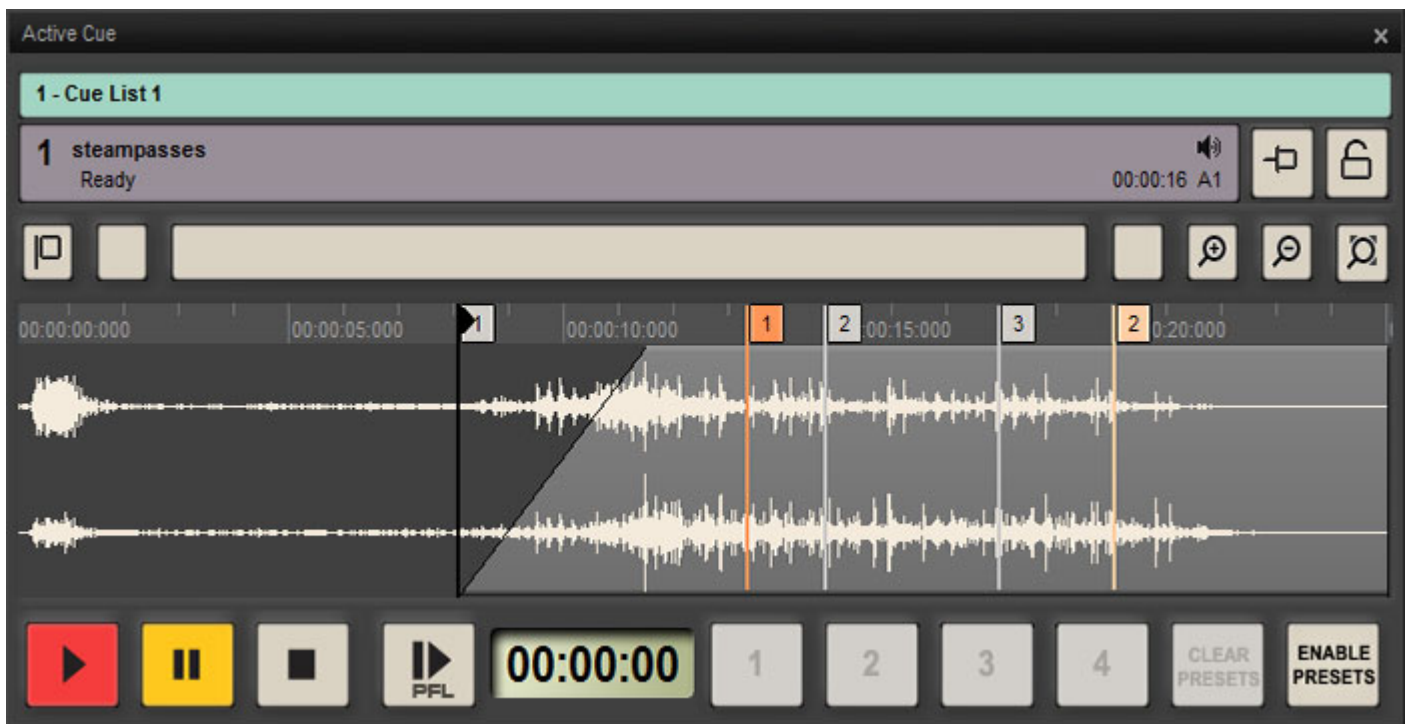 Active Cue
1 - Cue List 1
1 steampasses
Ready
00:00:16 A1
00:00:00:000 00:00:05:000 1 00:00:10:000 1 2 00:15:000 3 2 0:20:000
PFL
00:00:00
1 2 3 4
CLEAR PRESETS
ENABLE PRESETS